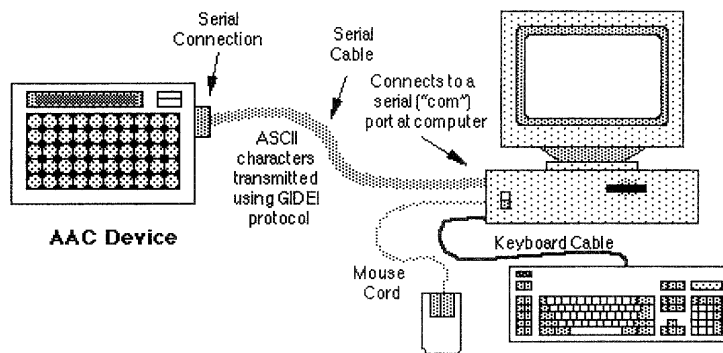 Serial
Connection
Serial
Cable
Connects to a
serial ("com")
port at computer
ASCII
characters
transmitted
using GIDEI
protocol
AAC Device
Keyboard Cable
Mouse
Cord